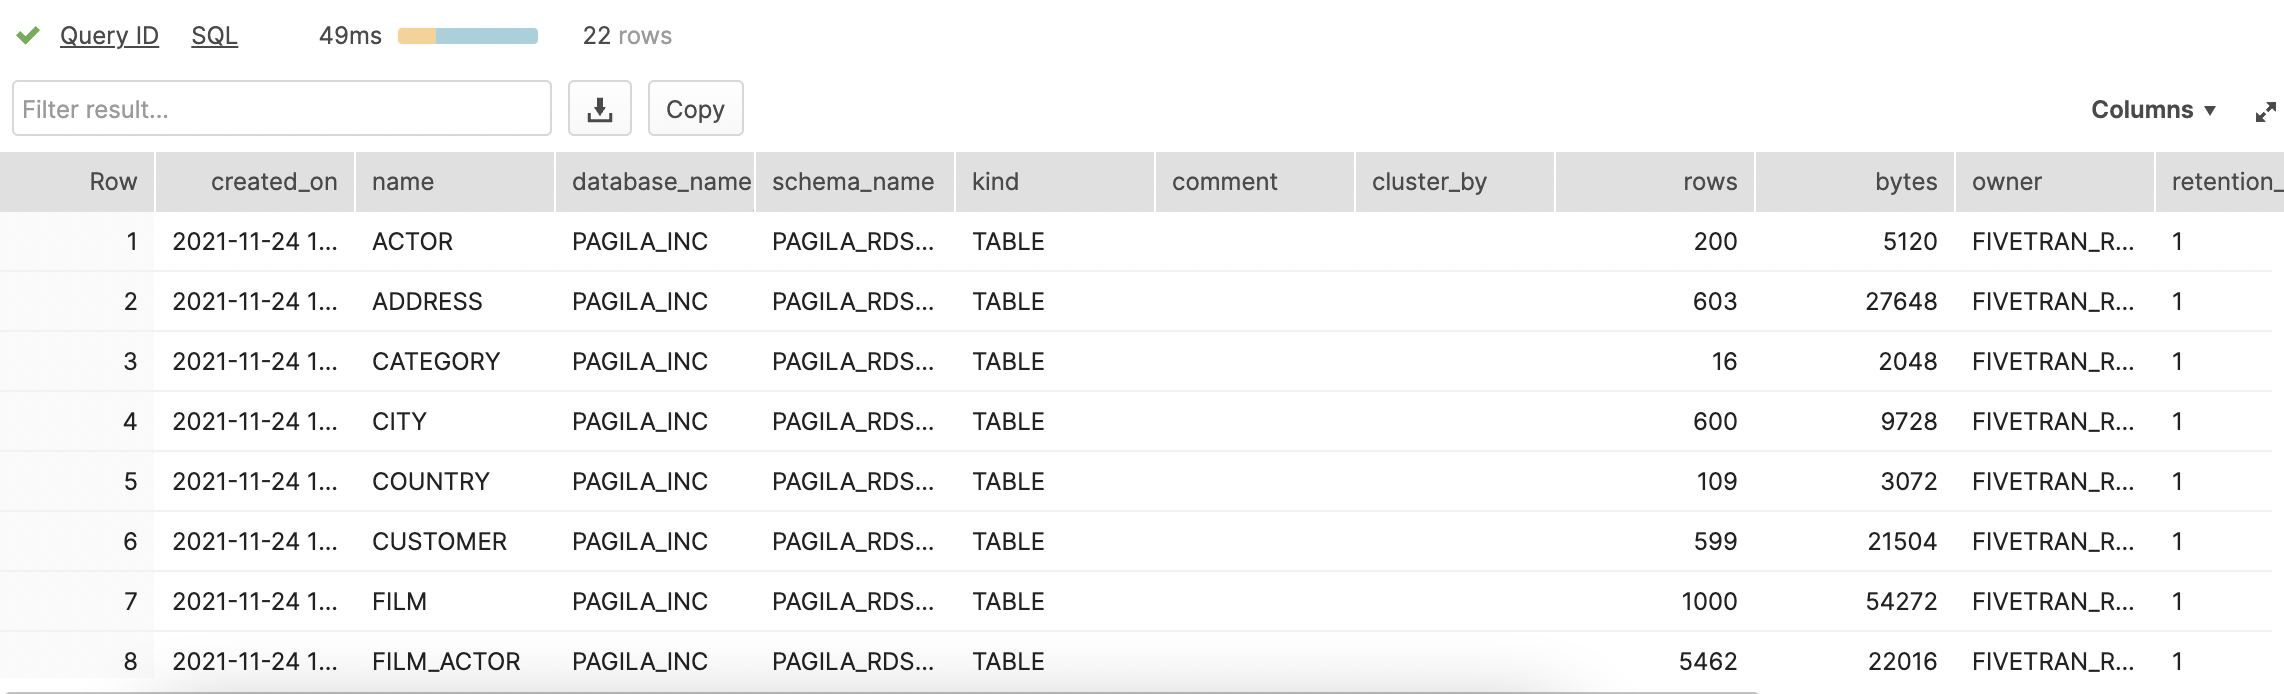 Query ID SQL 49ms 22 rows
Filter result... Copy Columns
Row created_on name database_name schema_name kind comment cluster_by rows bytes owner retention_
1 2021-11-24 1... ACTOR PAGILA_INC PAGILA_RDS... TABLE 200 5120 FIVETRAN_R... 1
2 2021-11-24 1... ADDRESS PAGILA_INC PAGILA_RDS... TABLE 603 27648 FIVETRAN_R... 1
3 2021-11-24 1... CATEGORY PAGILA_INC PAGILA_RDS... TABLE 16 2048 FIVETRAN_R... 1
4 2021-11-24 1... CITY PAGILA_INC PAGILA_RDS... TABLE 600 9728 FIVETRAN_R... 1
5 2021-11-24 1... COUNTRY PAGILA_INC PAGILA_RDS... TABLE 109 3072 FIVETRAN_R... 1
6 2021-11-24 1... CUSTOMER PAGILA_INC PAGILA_RDS... TABLE 599 21504 FIVETRAN_R... 1
7 2021-11-24 1... FILM PAGILA_INC PAGILA_RDS... TABLE 1000 54272 FIVETRAN_R... 1
8 2021-11-24 1... FILM_ACTOR PAGILA_INC PAGILA_RDS... TABLE 5462 22016 FIVETRAN_R... 1